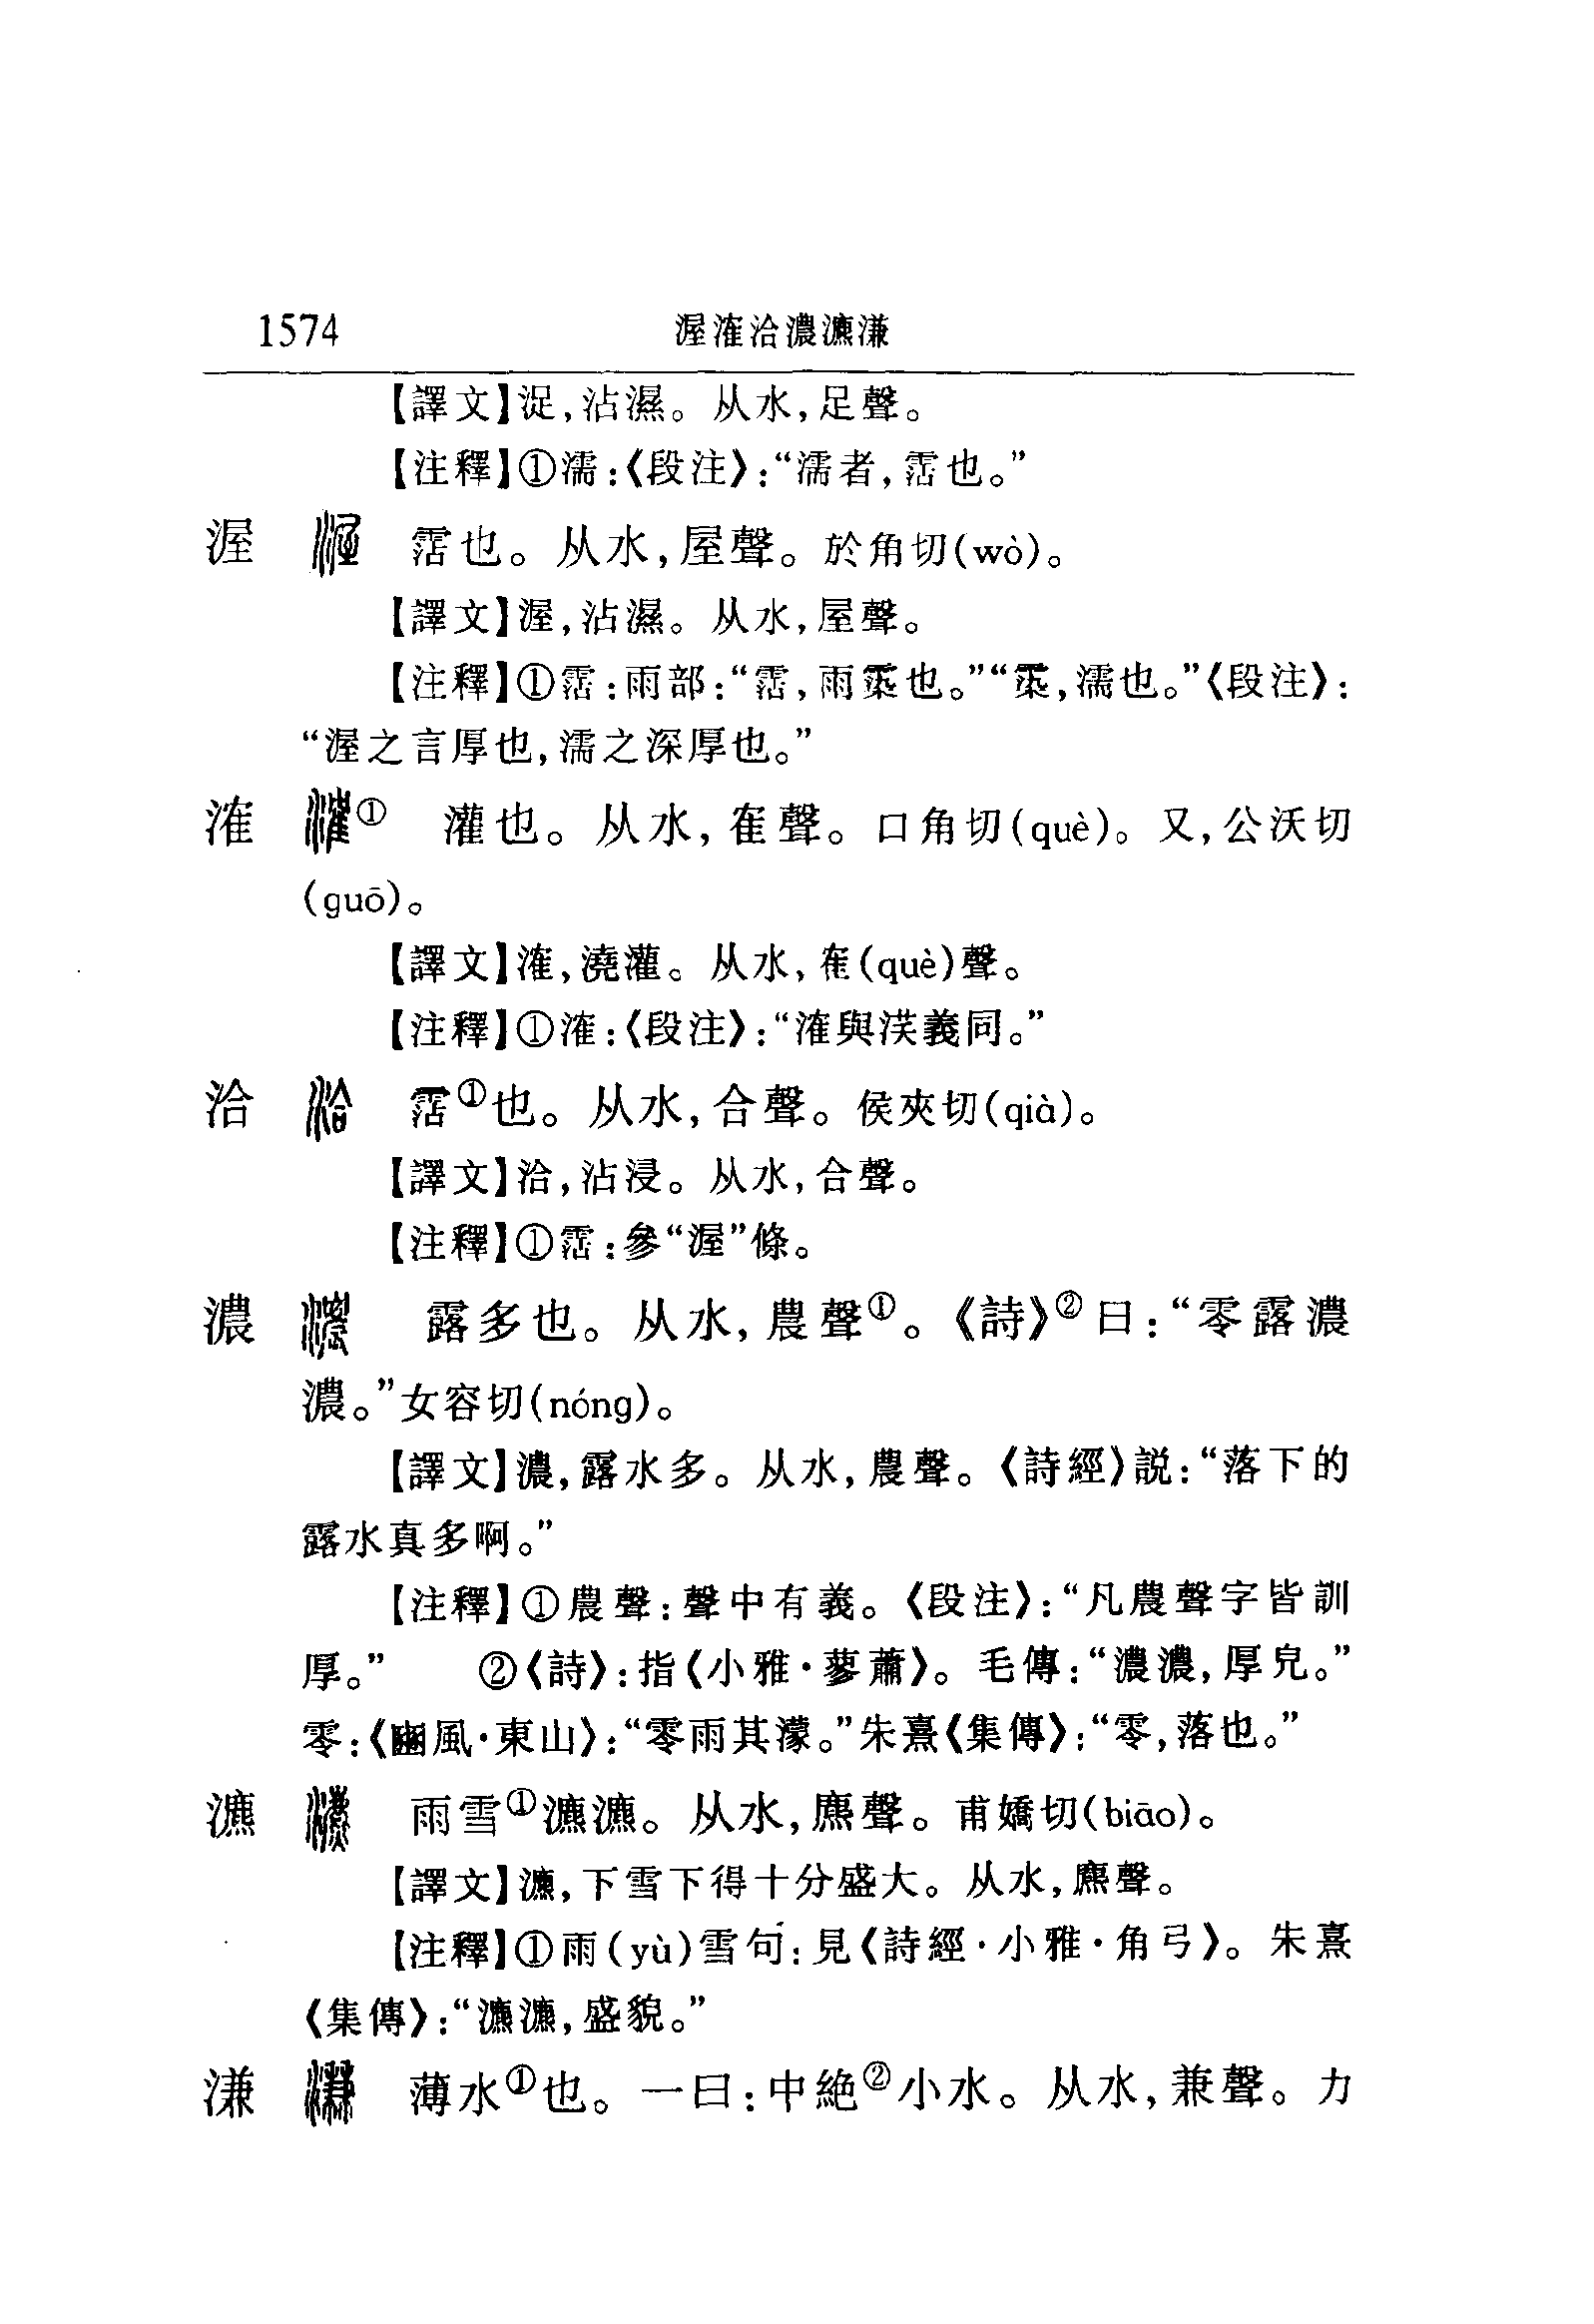 1574 渥漼洽濃瀌溓
【譯文】浞,沾濕。从水,足聲。
【注釋】①濡:《段注》:“濡者,霑也。”
渥 霑也。从水,屋聲。於角切(wò)。
【譯文】渥,沾濕。从水,屋聲。
【注釋】①霑:雨部:“霑,雨䨴也。”“䨴,濡也。”《段注》:
“渥之言厚也,濡之深厚也。”
㴶 ① 灌也。从水,隺聲。口角切(què)。又,公沃切
(guō)。
【譯文】㴶,澆灌。从水,隺(què)聲。
【注釋】①㴶:《段注》:“㴶與渼義同。”
洽 霑①也。从水,合聲。侯夾切(qià)。
【譯文】洽,沾浸。从水,合聲。
【注釋】①霑:參“渥”條。
濃 露多也。从水,農聲①。《詩》②曰:“零露濃
濃。”女容切(nóng)。
【譯文】濃,露水多。从水,農聲。《詩經》説:“落下的
露水真多啊。”
【注釋】①農聲:聲中有義。《段注》:“凡農聲字皆訓
厚。” ②《詩》:指《小雅·蓼蕭》。毛傳:“濃濃,厚皃。”
零:《豳風·東山》:“零雨其濛。”朱熹《集傳》:“零,落也。”
瀌 雨雪①瀌瀌。从水,麃聲。甫嬌切(biāo)。
【譯文】瀌,下雪下得十分盛大。从水,麃聲。
【注釋】①雨(yù)雪句:見《詩經·小雅·角弓》。朱熹
《集傳》:“瀌瀌,盛貌。”
溓 薄水①也。一曰:中絶②小水。从水,兼聲。力